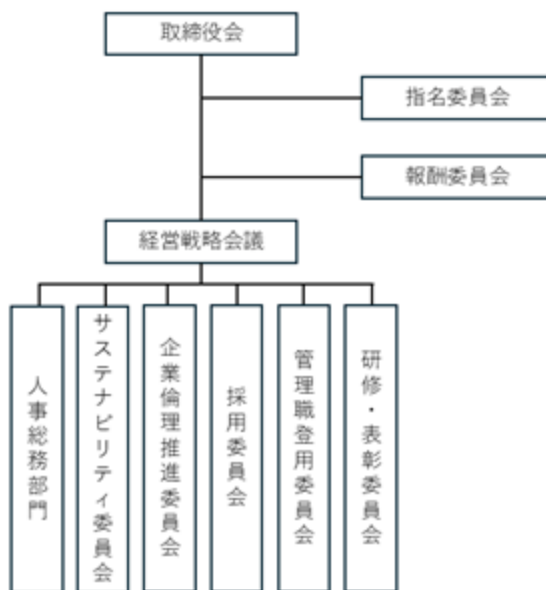 取締役会
指名委員会
報酬委員会
経営戦略会議
人事総務部門
サステナビリティ委員会
企業倫理推進委員会
採用委員会
管理職登用委員会
研修・表彰委員会